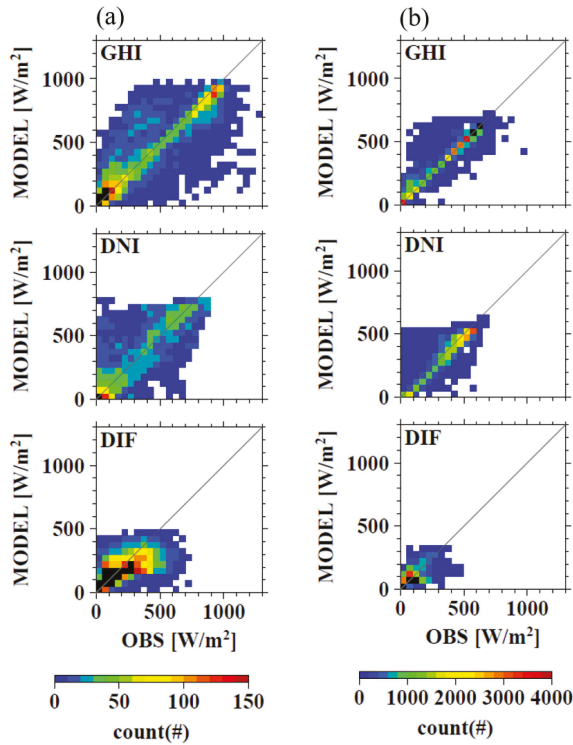 (a)
(b)
GHI
MODEL [W/m²]
1000
500
0
GHI
MODEL [W/m²]
1000
500
0
DNI
MODEL [W/m²]
1000
500
0
DNI
MODEL [W/m²]
1000
500
0
DIF
MODEL [W/m²]
1000
500
0
0 500 1000
OBS [W/m²]
DIF
MODEL [W/m²]
1000
500
0
0 500 1000
OBS [W/m²]
0 50 100 150
count(#)
0 1000 2000 3000 4000
count(#)